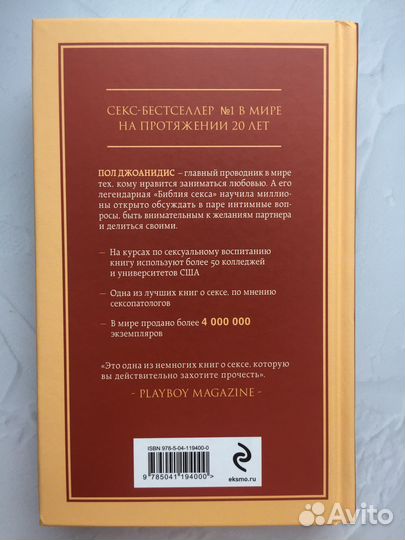 СЕКС-БЕСТСЕЛЛЕР №1 В МИРЕ
НА ПРОТЯЖЕНИИ 20 ЛЕТ
ПОЛ ДЖОАНИДИС – главный проводник в мире
тех, кому нравится заниматься любовью. А его
легендарная «Библия секса» научила миллио-
ны открыто обсуждать в паре интимные воп-
росы, быть внимательным к желаниям партнера
и делиться своими.
– На курсах по сексуальному воспитанию
книгу используют более 50 колледжей
и университетов США
– Одна из лучших книг о сексе, по мнению
сексопатологов
– В мире продано более 4 000 000
экземпляров
«Это одна из немногих книг о сексе, которую
вы действительно захотите прочесть».
- PLAYBOY MAGAZINE -
ISBN 978-5-04-119400-0
9 785041 194000 >
eksmo.ru
Avito